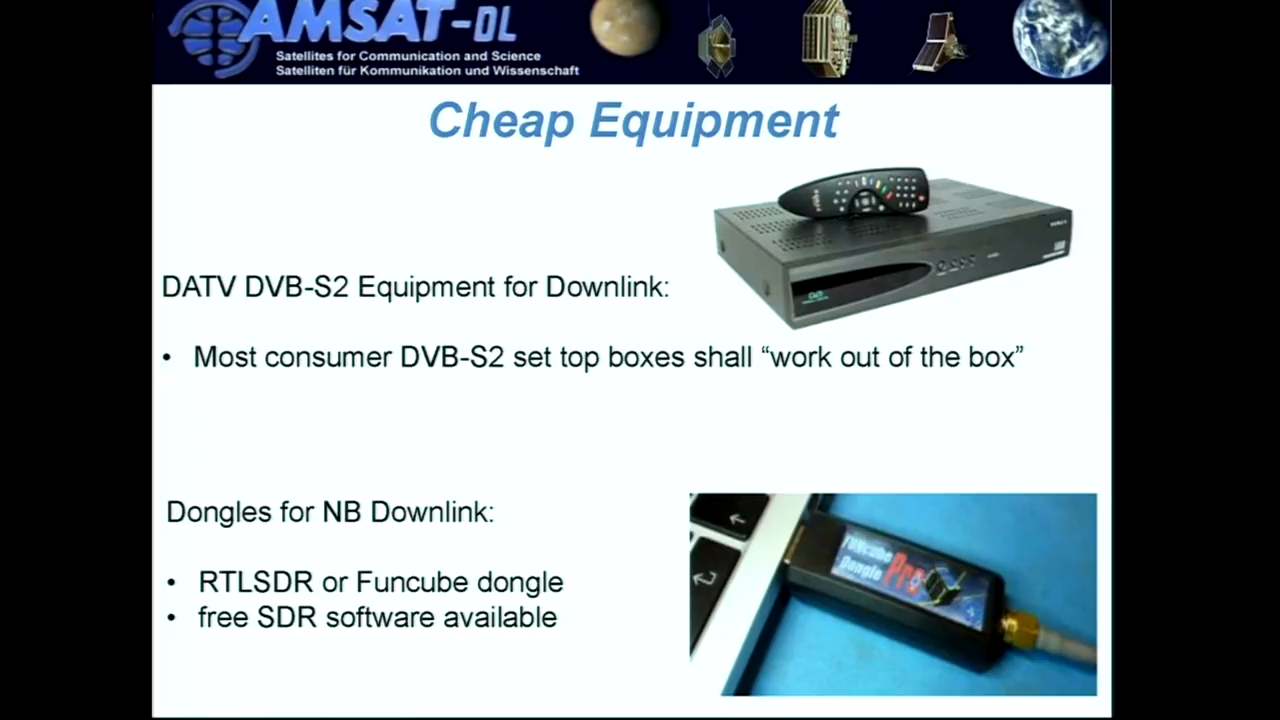 AMSAT-DL
Satellites for Communication and Science
Satelliten für Kommunikation und Wissenschaft
Cheap Equipment
DATV DVB-S2 Equipment for Downlink:
• Most consumer DVB-S2 set top boxes shall “work out of the box”
Dongles for NB Downlink:
• RTLSDR or Funcube dongle
• free SDR software available
FUNcube
Dongle Pro